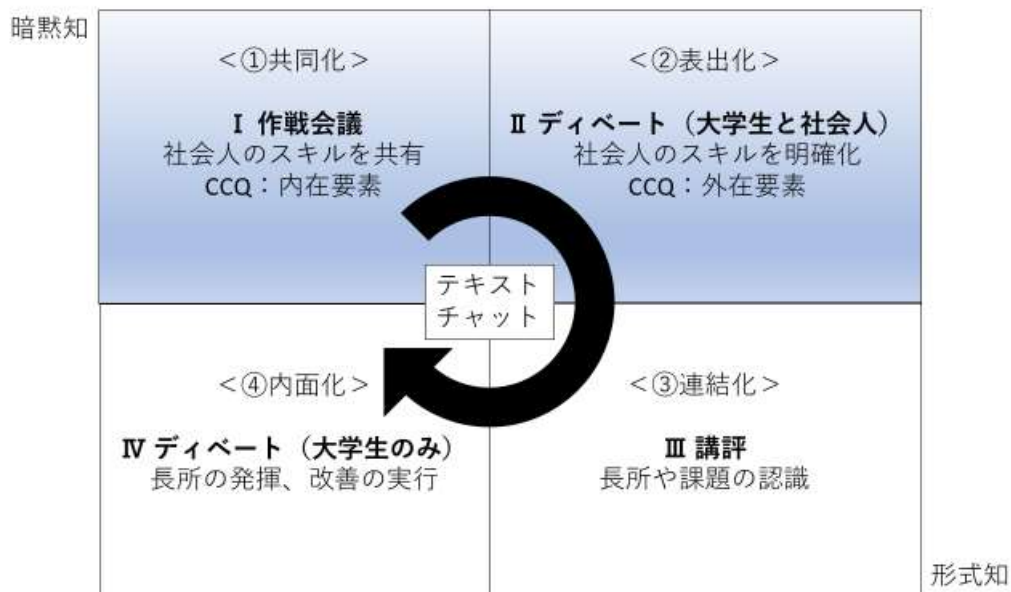 暗黙知
＜①共同化＞
Ⅰ 作戦会議
社会人のスキルを共有
CCQ：内在要素
＜②表出化＞
Ⅱ ディベート（大学生と社会人）
社会人のスキルを明確化
CCQ：外在要素
テキスト
チャット
＜④内面化＞
Ⅳ ディベート（大学生のみ）
長所の発揮、改善の実行
＜③連結化＞
Ⅲ 講評
長所や課題の認識
形式知